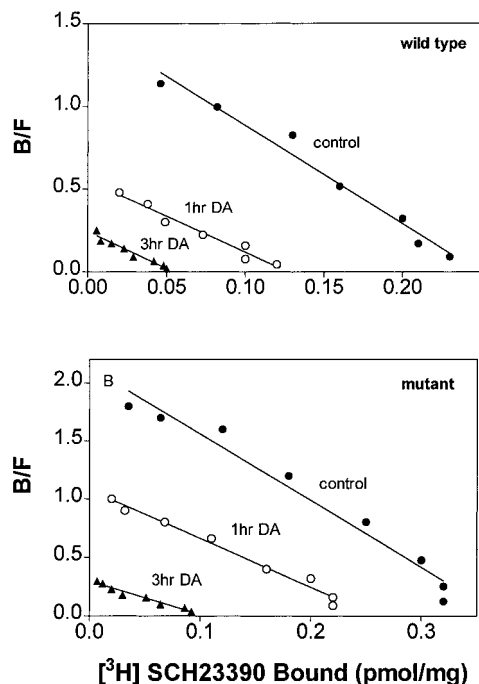 wild type
B/F
1.5
1.0
0.5
0.0
control
1hr DA
3hr DA
0.00
0.05
0.10
0.15
0.20
B
mutant
B/F
2.0
1.5
1.0
0.5
0.0
control
1hr DA
3hr DA
0.0
0.1
0.2
0.3
[³H] SCH23390 Bound (pmol/mg)